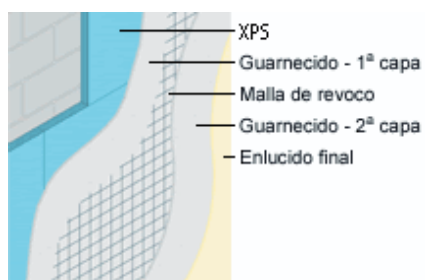 XPS
Guarnecido - 1ª capa
Malla de revoco
Guarnecido - 2ª capa
Enlucido final